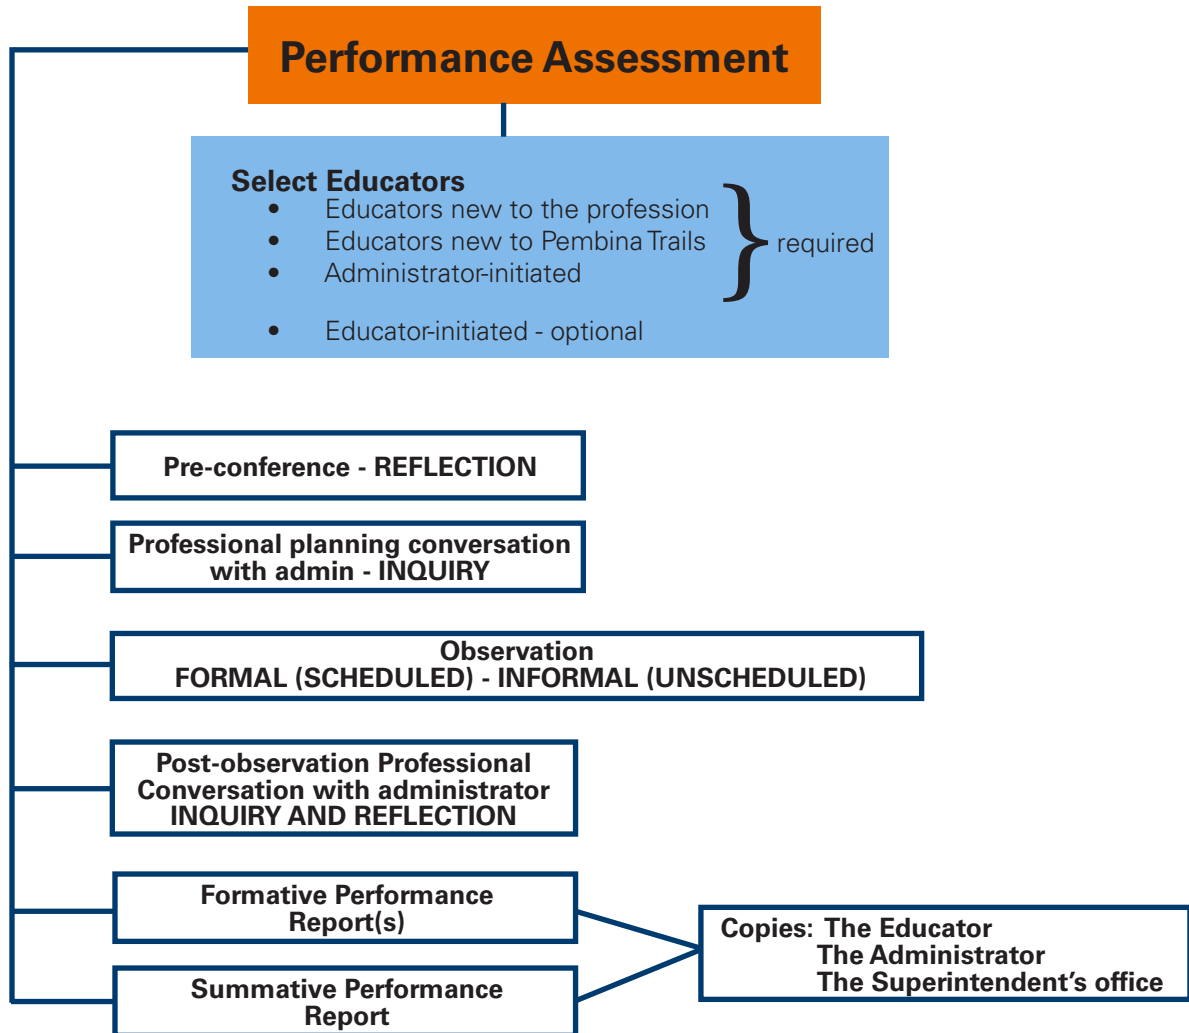 Performance Assessment
Select Educators
• Educators new to the profession
• Educators new to Pembina Trails
• Administrator-initiated
} required
• Educator-initiated - optional
Pre-conference - REFLECTION
Professional planning conversation
with admin - INQUIRY
Observation
FORMAL (SCHEDULED) - INFORMAL (UNSCHEDULED)
Post-observation Professional
Conversation with administrator
INQUIRY AND REFLECTION
Formative Performance
Report(s)
Summative Performance
Report
Copies: The Educator
The Administrator
The Superintendent's office